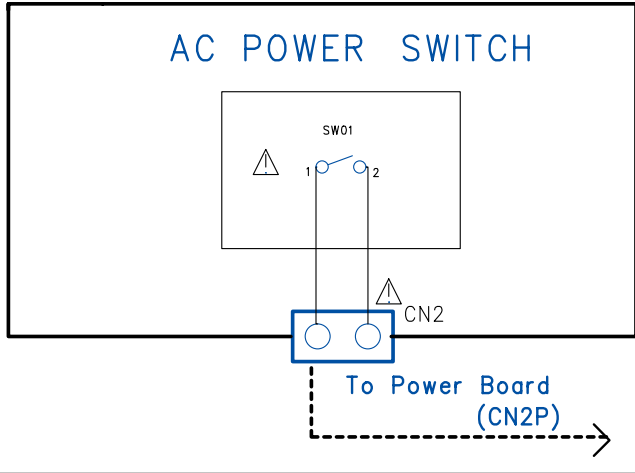 AC POWER SWITCH
SW01
1 2
CN2
To Power Board
(CN2P)